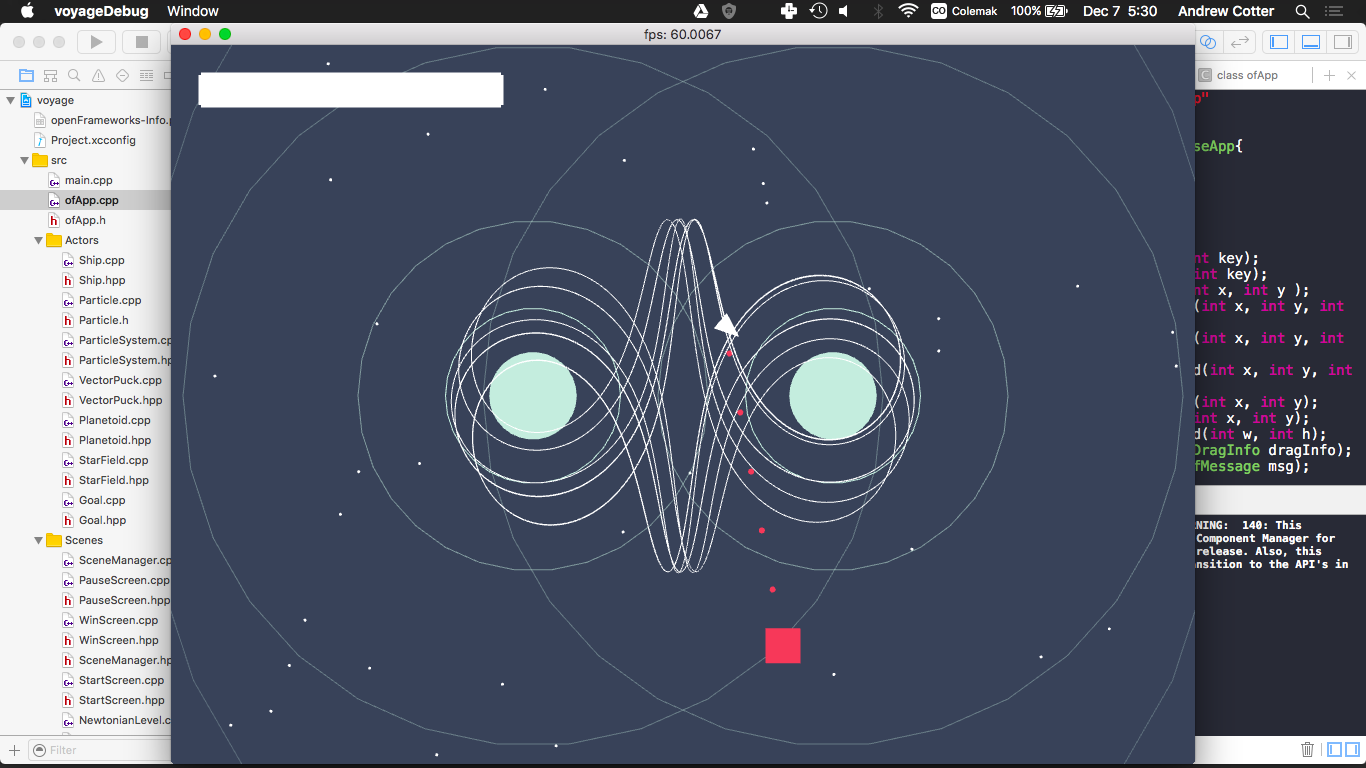 voyageDebug Window
Colemak 100% Dec 7 5:30 Andrew Cotter
fps: 60.0067
class ofApp
voyage
openFrameworks-Info.p
Project.xcconfig
src
main.cpp
ofApp.cpp
ofApp.h
Actors
Ship.cpp
Ship.hpp
Particle.cpp
Particle.h
ParticleSystem.cp
ParticleSystem.hp
VectorPuck.cpp
VectorPuck.hpp
Planetoid.cpp
Planetoid.hpp
StarField.cpp
StarField.hpp
Goal.cpp
Goal.hpp
Scenes
SceneManager.cp
PauseScreen.cpp
PauseScreen.hpp
WinScreen.cpp
WinScreen.hpp
SceneManager.hp
StartScreen.cpp
StartScreen.hpp
NewtonianLevel.c
Filter
p"
seApp{
nt key);
int key);
nt x, int y );
(int x, int y, int
(int x, int y, int
d(int x, int y, int
(int x, int y);
int x, int y);
d(int w, int h);
DragInfo dragInfo);
fMessage msg);
NING: 140: This
Component Manager for
release. Also, this
nsition to the API's in